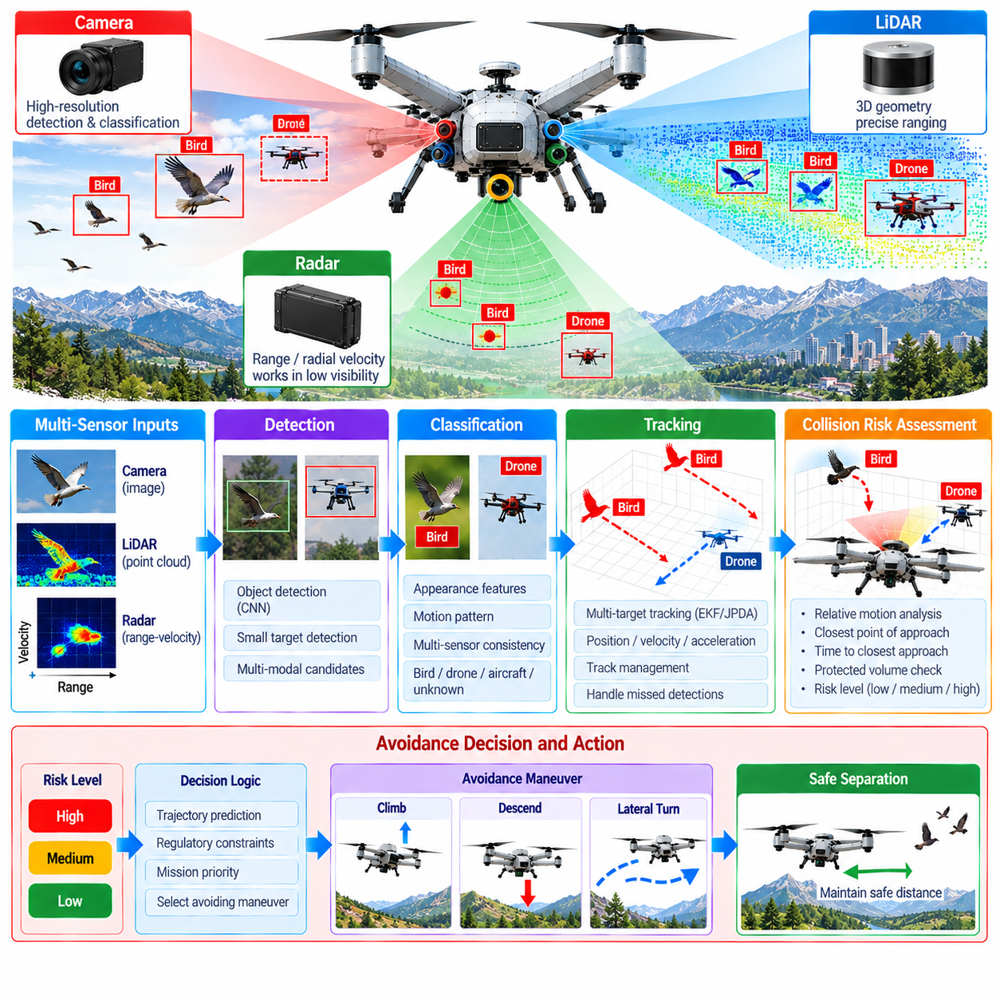 Camera
High-resolution
detection & classification
LiDAR
3D geometry
precise ranging
Bird
Bird
Drone
Bird
Bird
Drone
Radar
Range / radial velocity
works in low visibility
Bird
Bird
Drone
Multi-Sensor Inputs
Camera
(image)
LiDAR
(point cloud)
Radar
(range-velocity)
Velocity
Range
Detection
Object detection
(CNN)
Small target detection
Multi-modal candidates
Classification
Bird
Drone
Appearance features
Motion pattern
Multi-sensor consistency
Bird / drone / aircraft /
unknown
Tracking
Bird
Bird
Drone
Multi-target tracking (EKF/JPDA)
Position / velocity / acceleration
Track management
Handle missed detections
Collision Risk Assessment
Bird
Drone
• Relative motion analysis
• Closest point of approach
• Time to closest approach
• Protected volume check
• Risk level (low / medium / high)
Avoidance Decision and Action
Risk Level
High
Medium
Low
Decision Logic
Trajectory prediction
Regulatory constraints
Mission priority
Select avoiding maneuver
Avoidance Maneuver
Climb
Descend
Lateral Turn
Safe Separation
Maintain safe distance